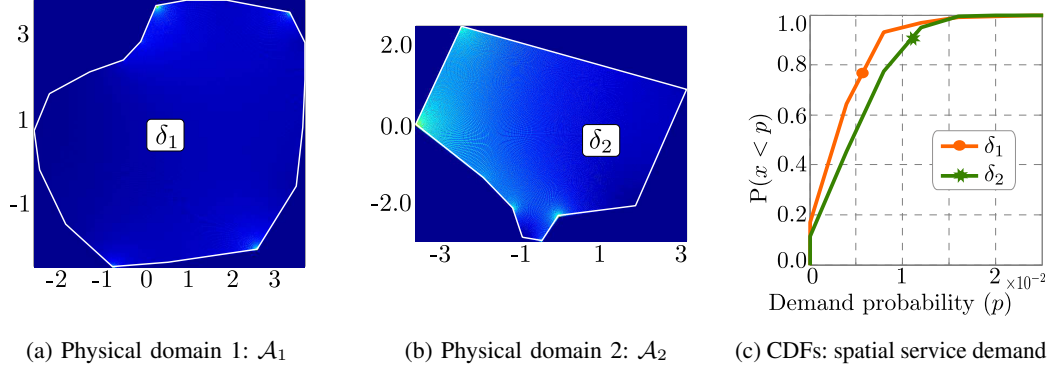 3
1
-1
-2 -1 0 1 2 3
δ₁
2.0
0.0
-2.0
-3 -1 1 3
δ₂
P(x < p)
1.0
0.8
0.6
0.4
0.2
0.0
0 1 2 ×10⁻²
δ₁
δ₂
Demand probability (p)
(a) Physical domain 1: 𝒜₁
(b) Physical domain 2: 𝒜₂
(c) CDFs: spatial service demand